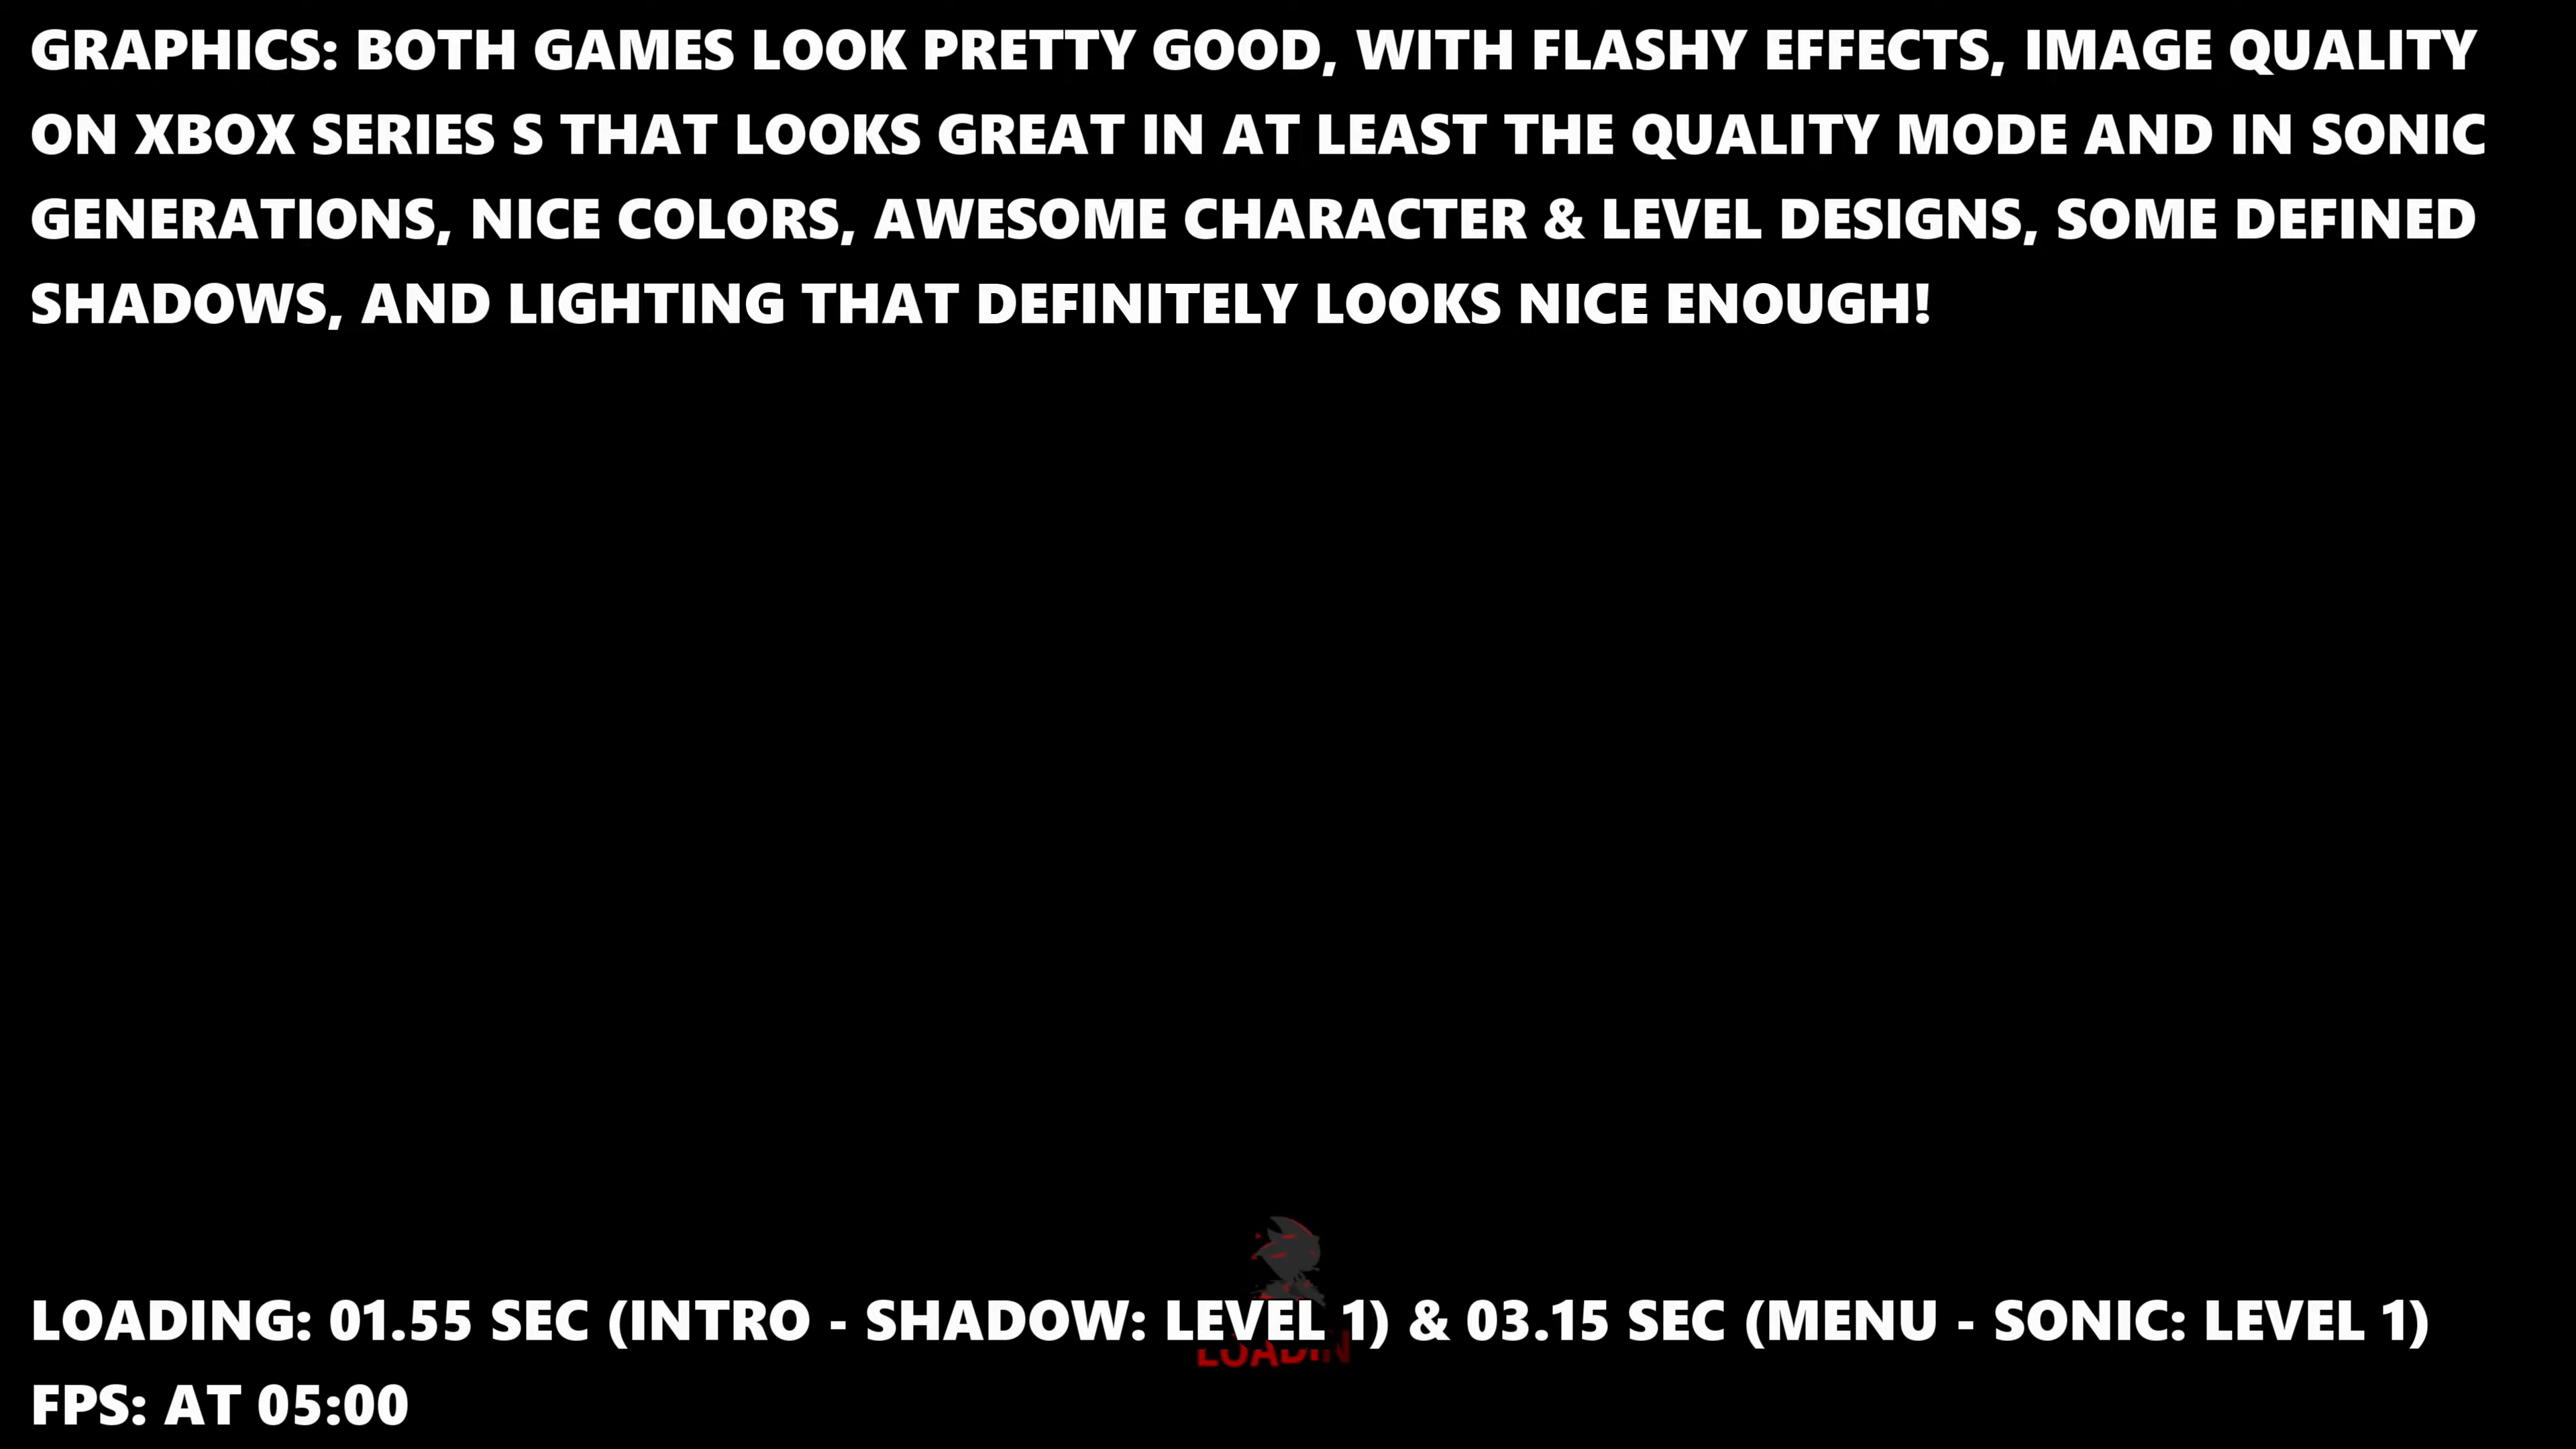 GRAPHICS: BOTH GAMES LOOK PRETTY GOOD, WITH FLASHY EFFECTS, IMAGE QUALITY
ON XBOX SERIES S THAT LOOKS GREAT IN AT LEAST THE QUALITY MODE AND IN SONIC
GENERATIONS, NICE COLORS, AWESOME CHARACTER & LEVEL DESIGNS, SOME DEFINED
SHADOWS, AND LIGHTING THAT DEFINITELY LOOKS NICE ENOUGH!
LOADING: 01.55 SEC (INTRO - SHADOW: LEVEL 1) & 03.15 SEC (MENU - SONIC: LEVEL 1)
LOADIN
FPS: AT 05:00